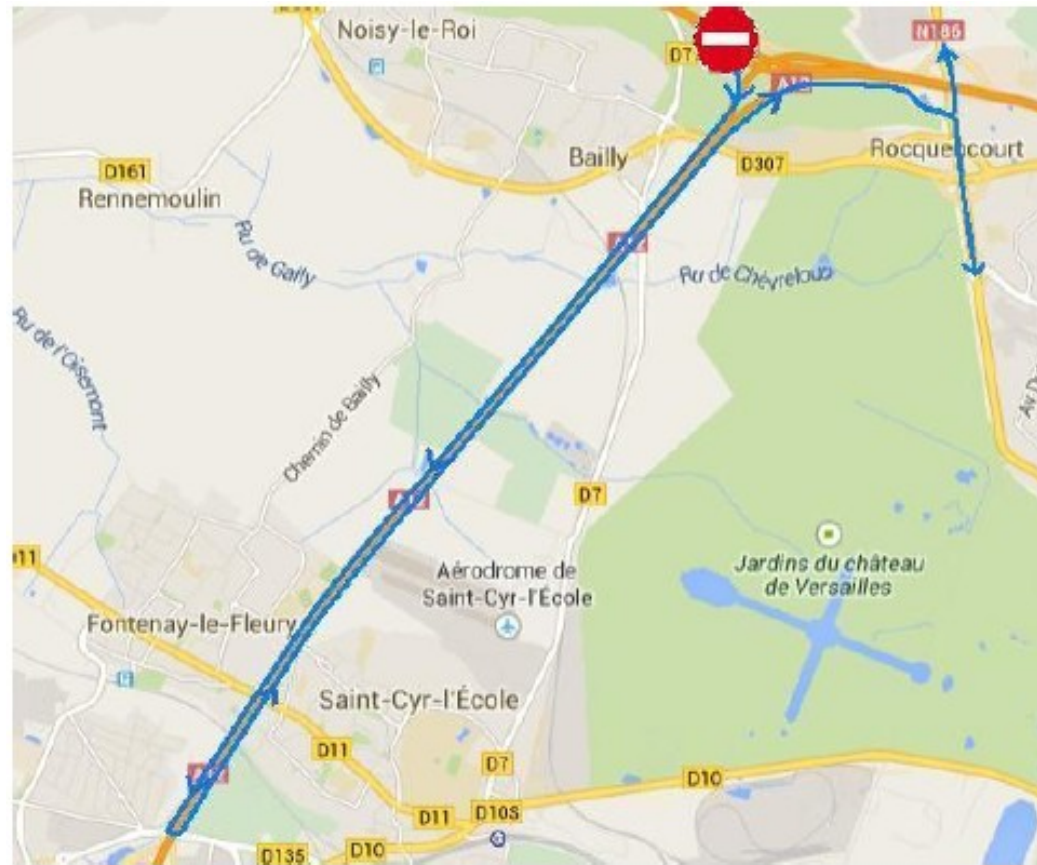 Noisy-le-Roi
N186
D7
Bailly
D307
Rocquencourt
D161
Rennemoulin
Ru de Gally
Ru de Chèvreloup
Ru de l'Oisemont
Chemin de Bailly
D7
Aérodrome de
Saint-Cyr-l'École
Jardins du château
de Versailles
Fontenay-le-Fleury
Saint-Cyr-l'École
D11
D7
D10
D11
D10
D135